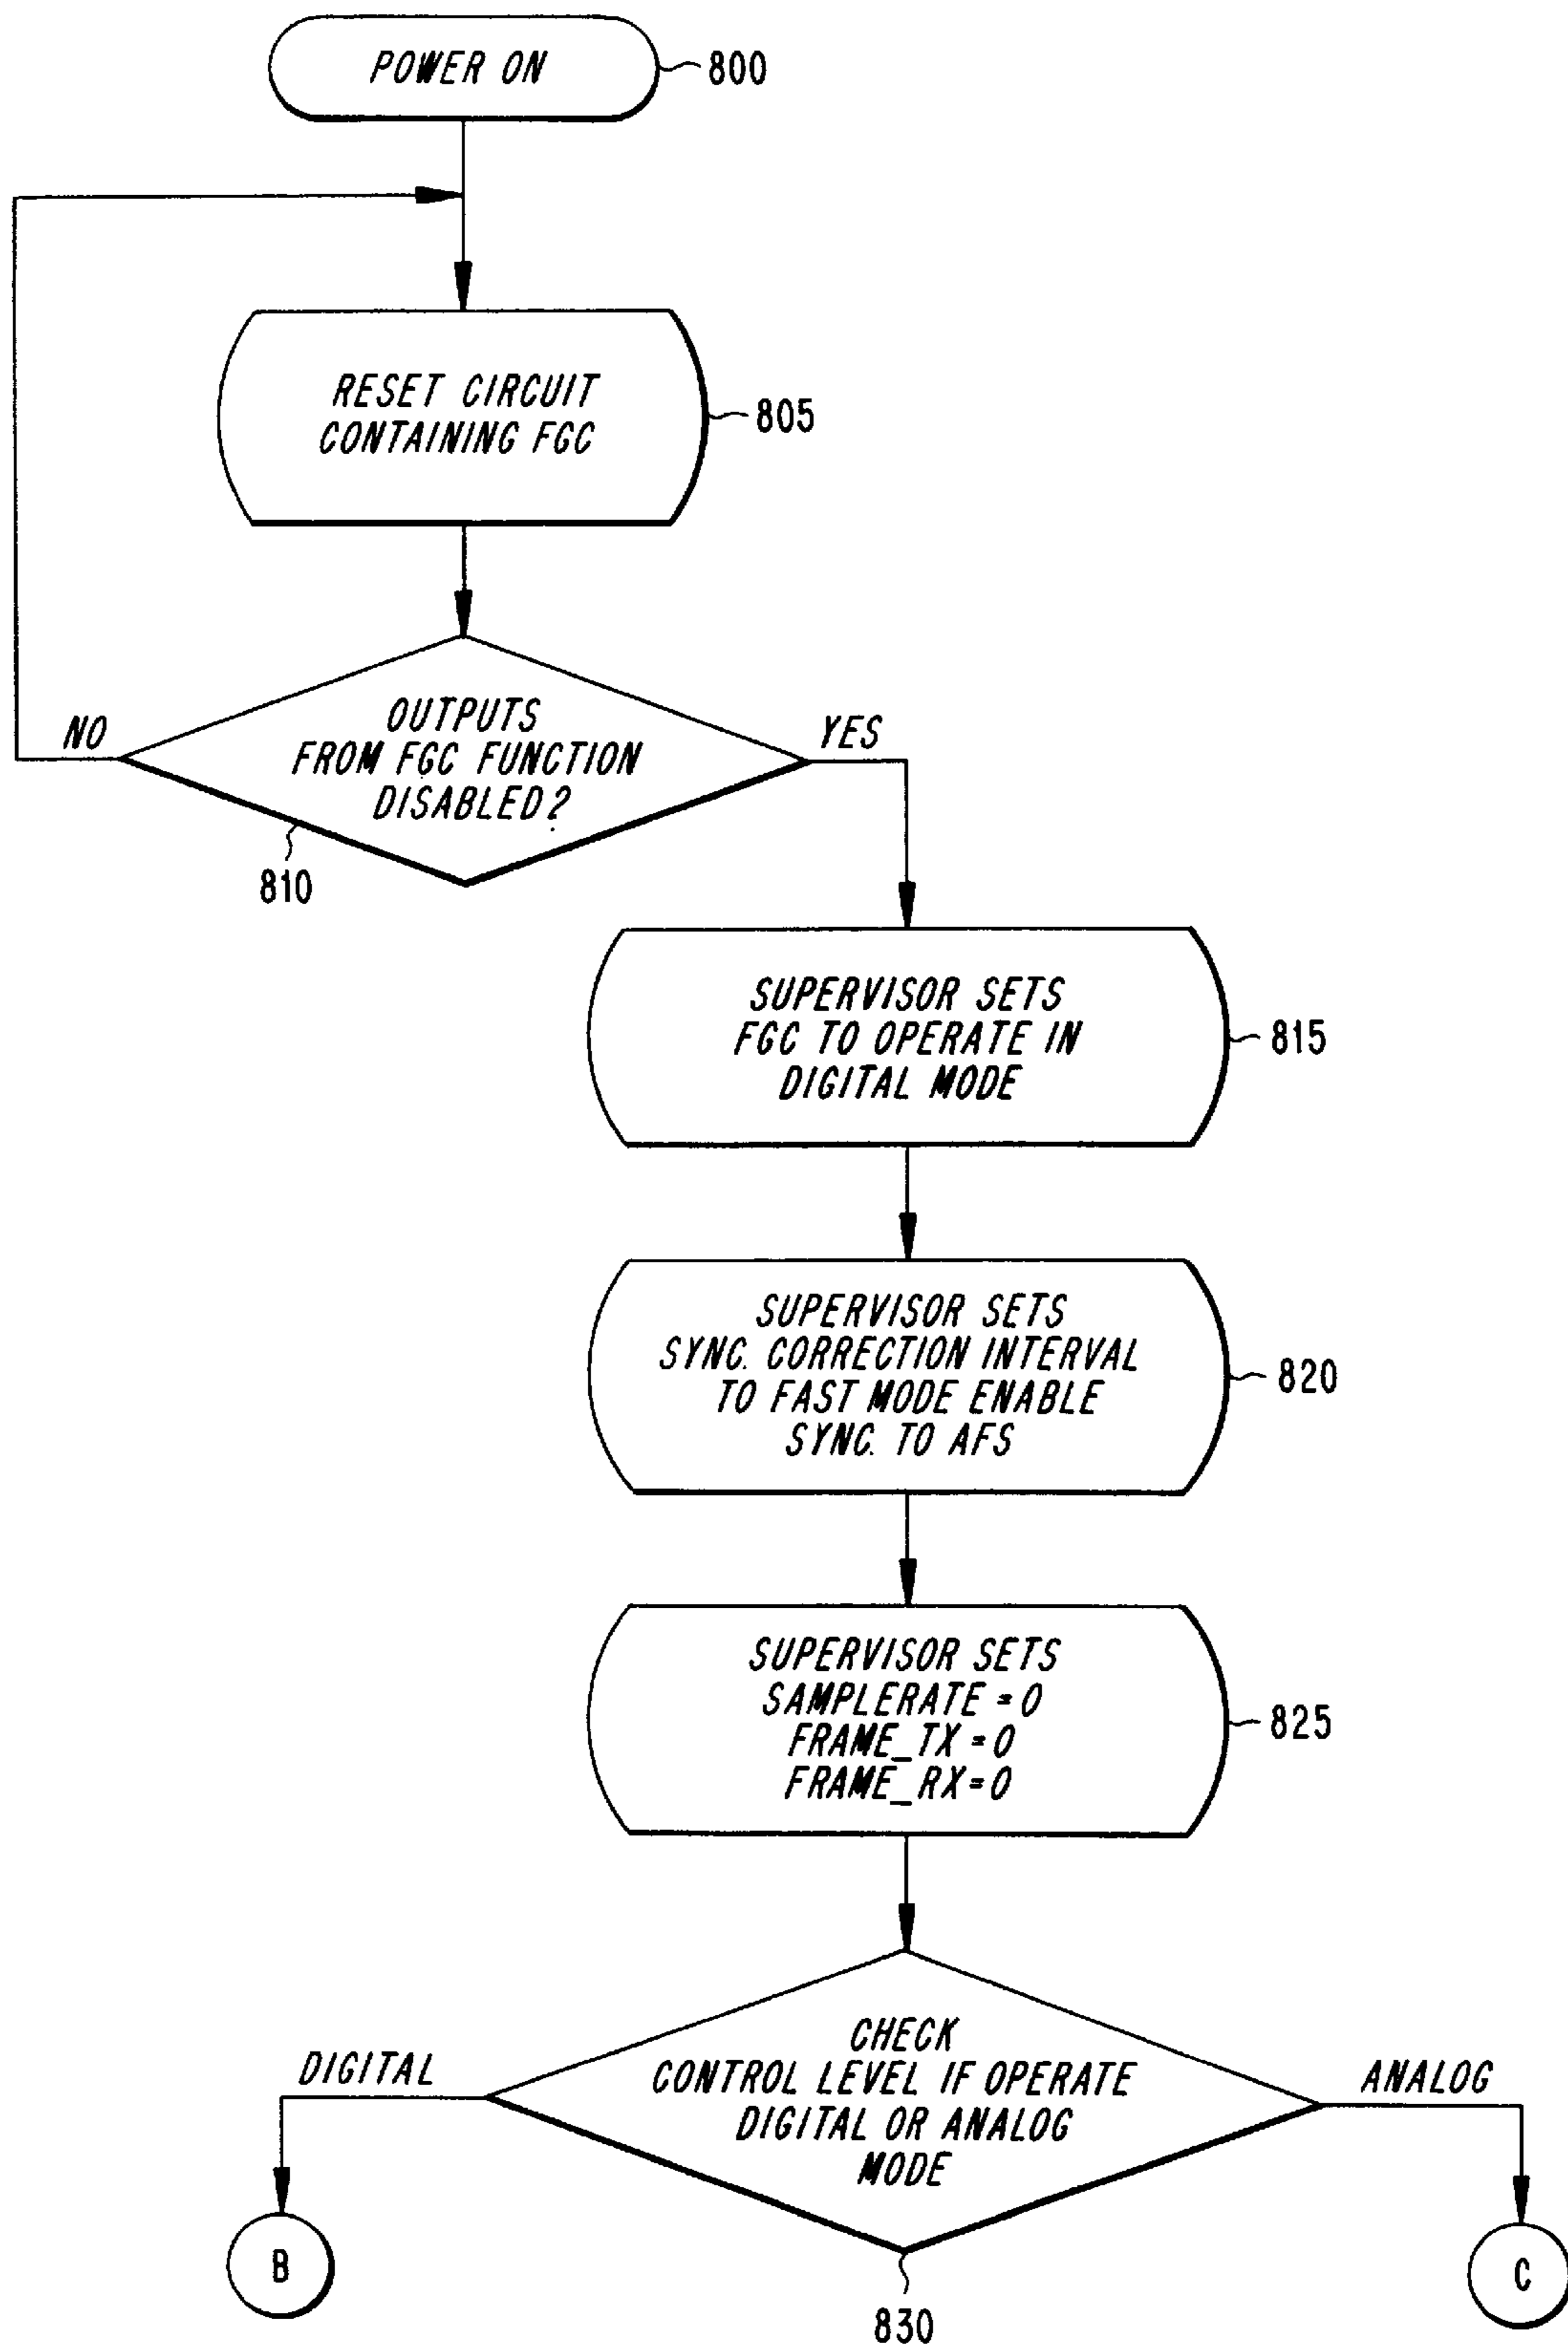 POWER ON
800
RESET CIRCUIT
CONTAINING FGC
805
OUTPUTS
FROM FGC FUNCTION
DISABLED?
NO
YES
810
SUPERVISOR SETS
FGC TO OPERATE IN
DIGITAL MODE
815
SUPERVISOR SETS
SYNC. CORRECTION INTERVAL
TO FAST MODE ENABLE
SYNC. TO AFS
820
SUPERVISOR SETS
SAMPLERATE = 0
FRAME_TX = 0
FRAME_RX = 0
825
CHECK
CONTROL LEVEL IF OPERATE
DIGITAL OR ANALOG
MODE
DIGITAL
ANALOG
B
C
830